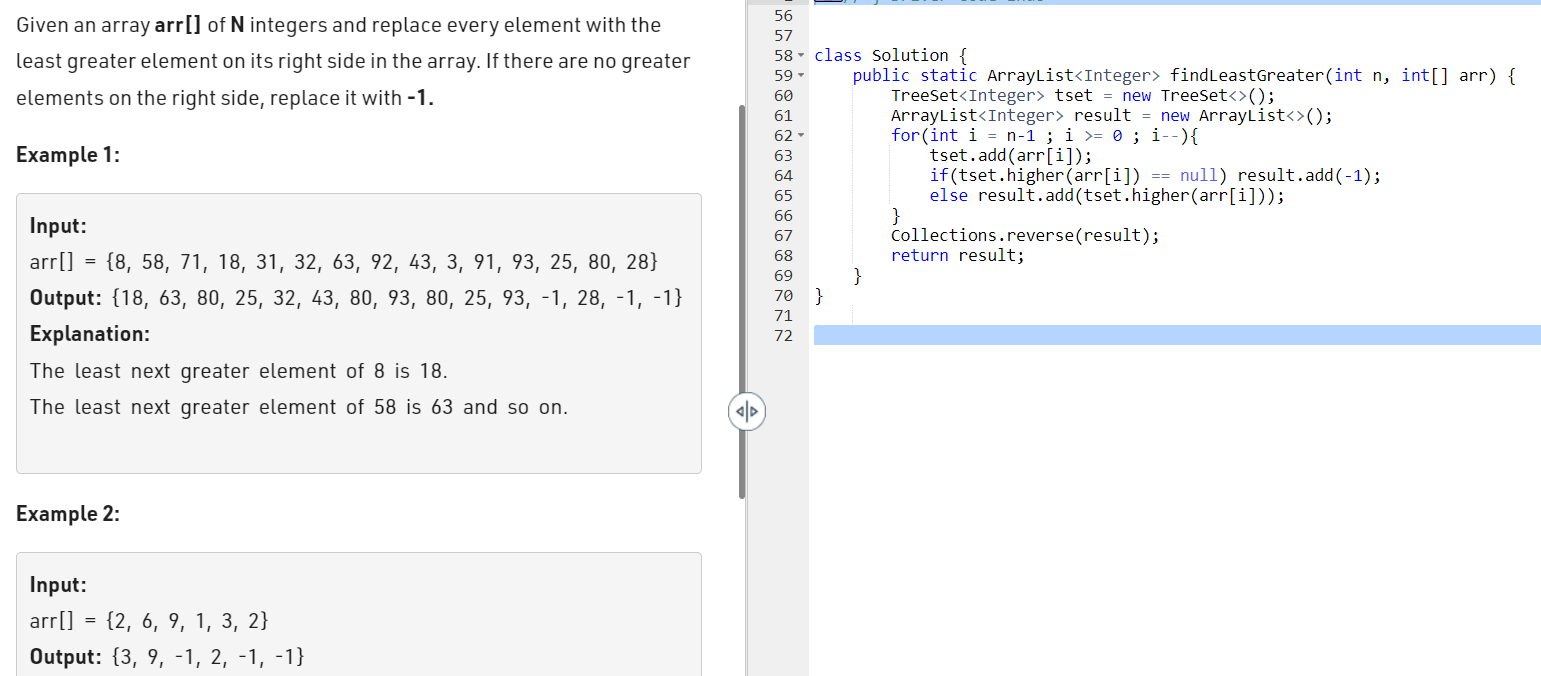 Given an array arr[] of N integers and replace every element with the
least greater element on its right side in the array. If there are no greater
elements on the right side, replace it with -1.
Example 1:
Input:
arr[] = {8, 58, 71, 18, 31, 32, 63, 92, 43, 3, 91, 93, 25, 80, 28}
Output: {18, 63, 80, 25, 32, 43, 80, 93, 80, 25, 93, -1, 28, -1, -1}
Explanation:
The least next greater element of 8 is 18.
The least next greater element of 58 is 63 and so on.
Example 2:
Input:
arr[] = {2, 6, 9, 1, 3, 2}
Output: {3, 9, -1, 2, -1, -1}
56
57
58 class Solution {
59 public static ArrayList<Integer> findLeastGreater(int n, int[] arr) {
60 TreeSet<Integer> tset = new TreeSet<>();
61 ArrayList<Integer> result = new ArrayList<>();
62 for(int i = n-1 ; i >= 0 ; i--){
63 tset.add(arr[i]);
64 if(tset.higher(arr[i]) == null) result.add(-1);
65 else result.add(tset.higher(arr[i]));
66 }
67 Collections.reverse(result);
68 return result;
69 }
70 }
71
72